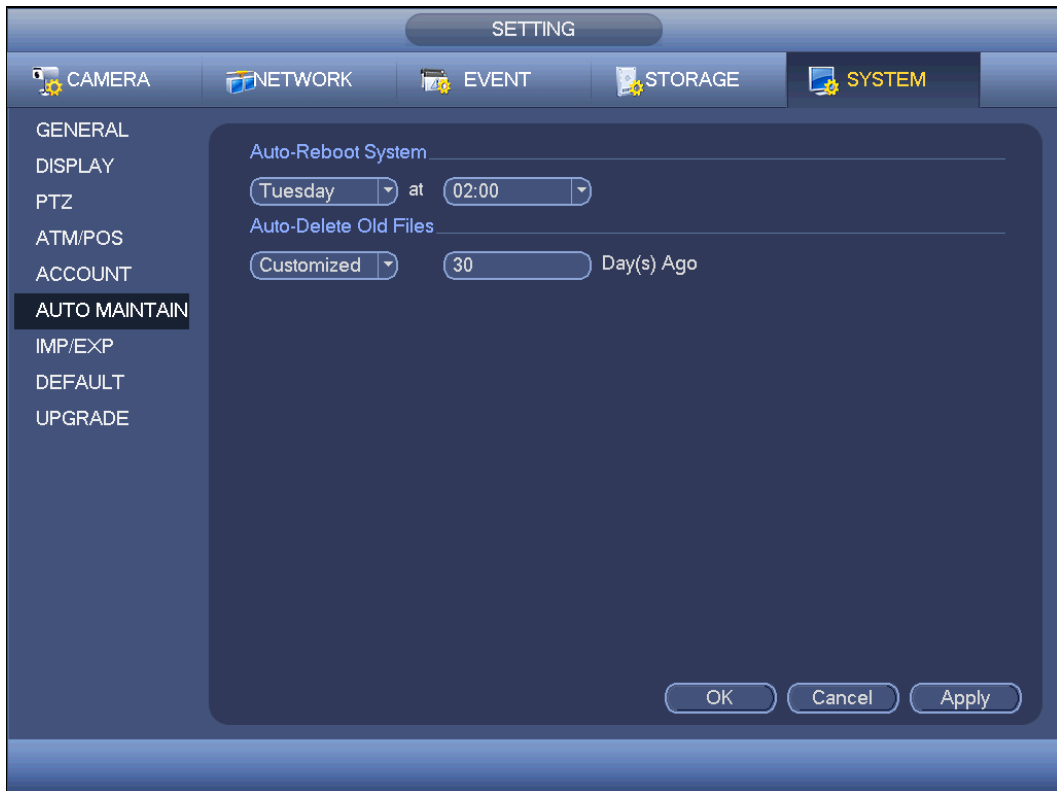 SETTING
CAMERA NETWORK EVENT STORAGE SYSTEM
GENERAL
DISPLAY
PTZ
ATM/POS
ACCOUNT
AUTO MAINTAIN
IMP/EXP
DEFAULT
UPGRADE
Auto-Reboot System
Tuesday at 02:00
Auto-Delete Old Files
Customized 30 Day(s) Ago
OK Cancel Apply